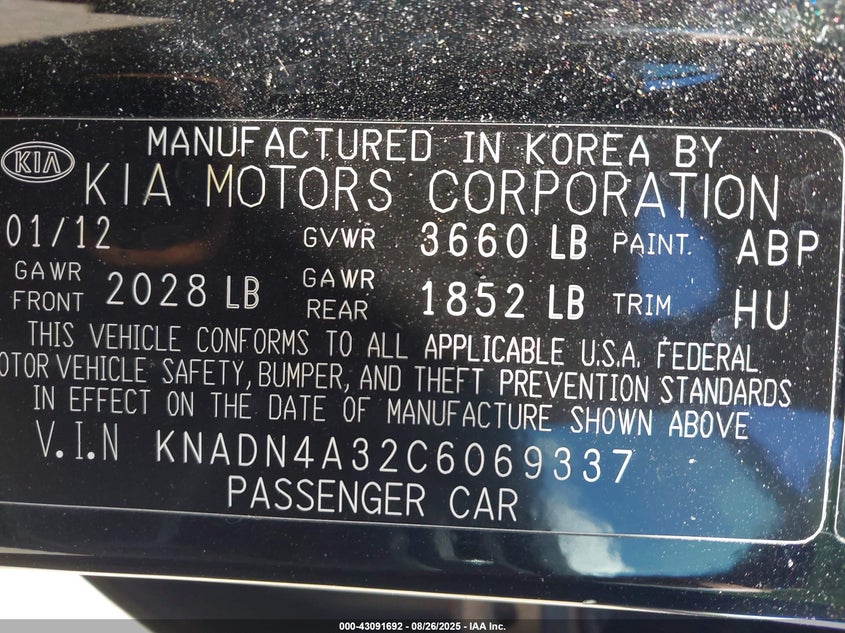 MANUFACTURED IN KOREA BY
KIA KIA MOTORS CORPORATION
01/12 GVWR 3660 LB PAINT ABP
GAWR FRONT 2028 LB GAWR REAR 1852 LB TRIM HU
THIS VEHICLE CONFORMS TO ALL APPLICABLE U.S.A. FEDERAL
OTOR VEHICLE SAFETY, BUMPER, AND THEFT PREVENTION STANDARDS
IN EFFECT ON THE DATE OF MANUFACTURE SHOWN ABOVE
V.I.N KNADN4A32C6069337
PASSENGER CAR
000-43091692 - 08/26/2025 - IAA Inc.